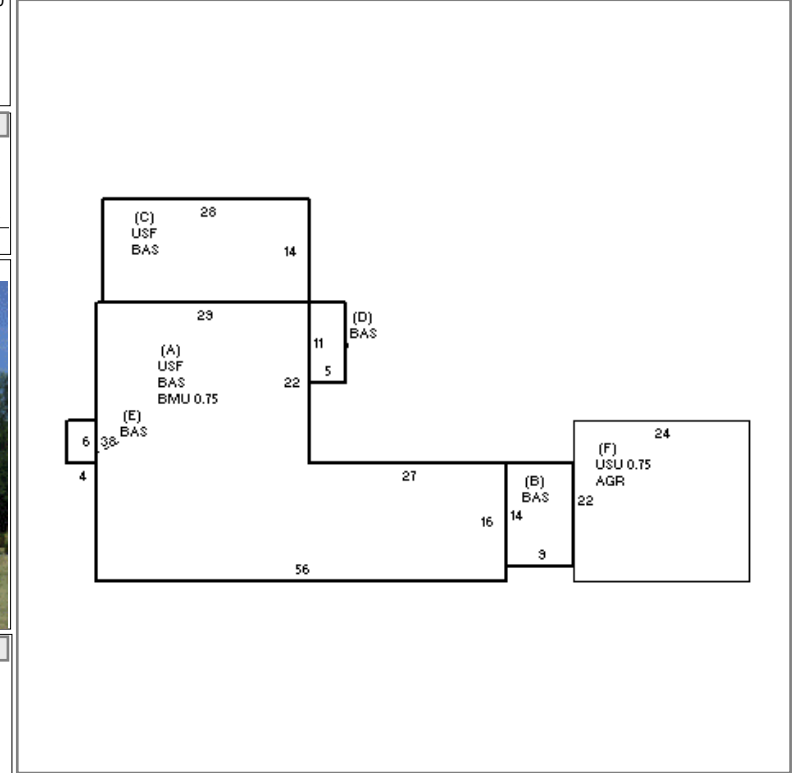 28
(C)
USF
BAS
14
29
(D)
BAS
11
5
(A)
USF
BAS
BMU 0.75
22
(E)
BAS
6
38
4
24
(F)
USU 0.75
AGR
27
(B)
BAS
22
16
14
9
56